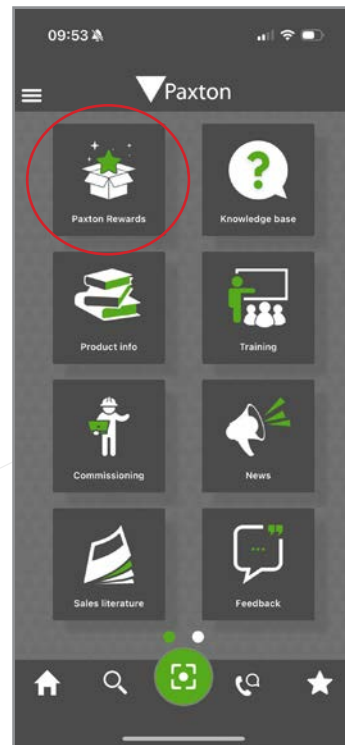 09:53
Paxton
Paxton Rewards
Knowledge base
Product info
Training
Commissioning
News
Sales literature
Feedback